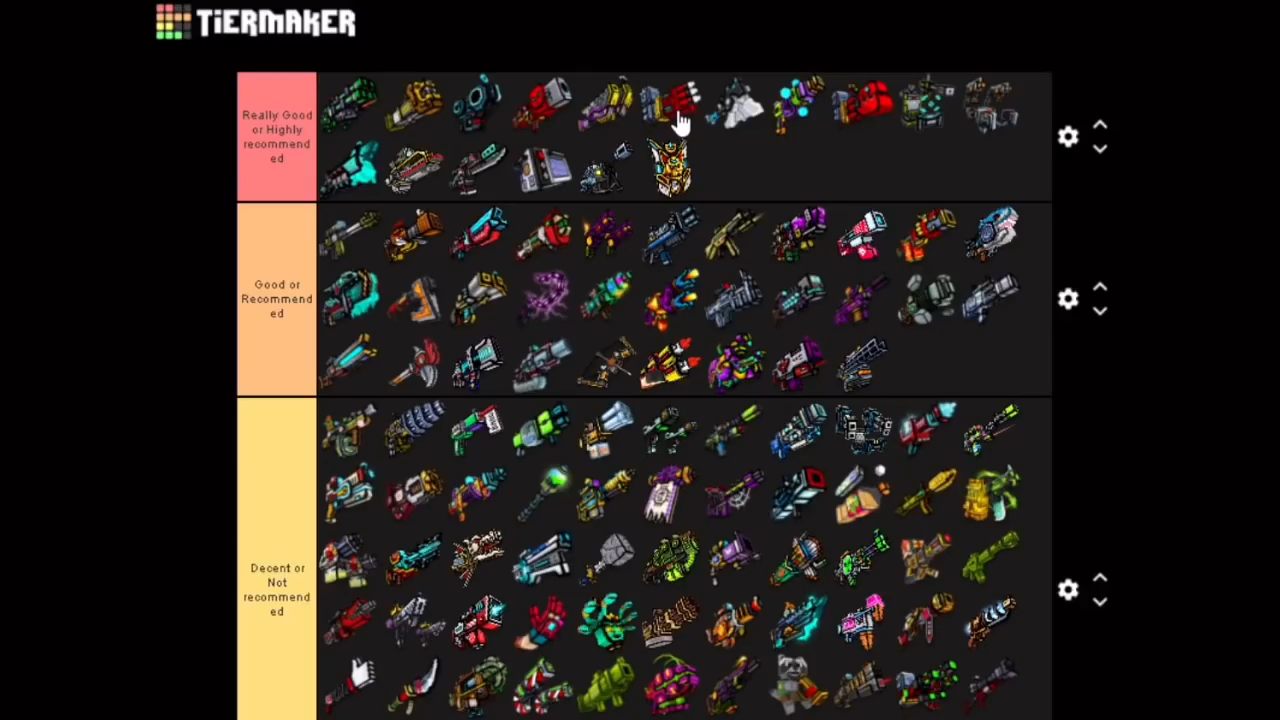 TiERMAKER
Really Good
or Highly
recommend
ed
Good or
Recommend
ed
Decent or
Not
recommend
ed